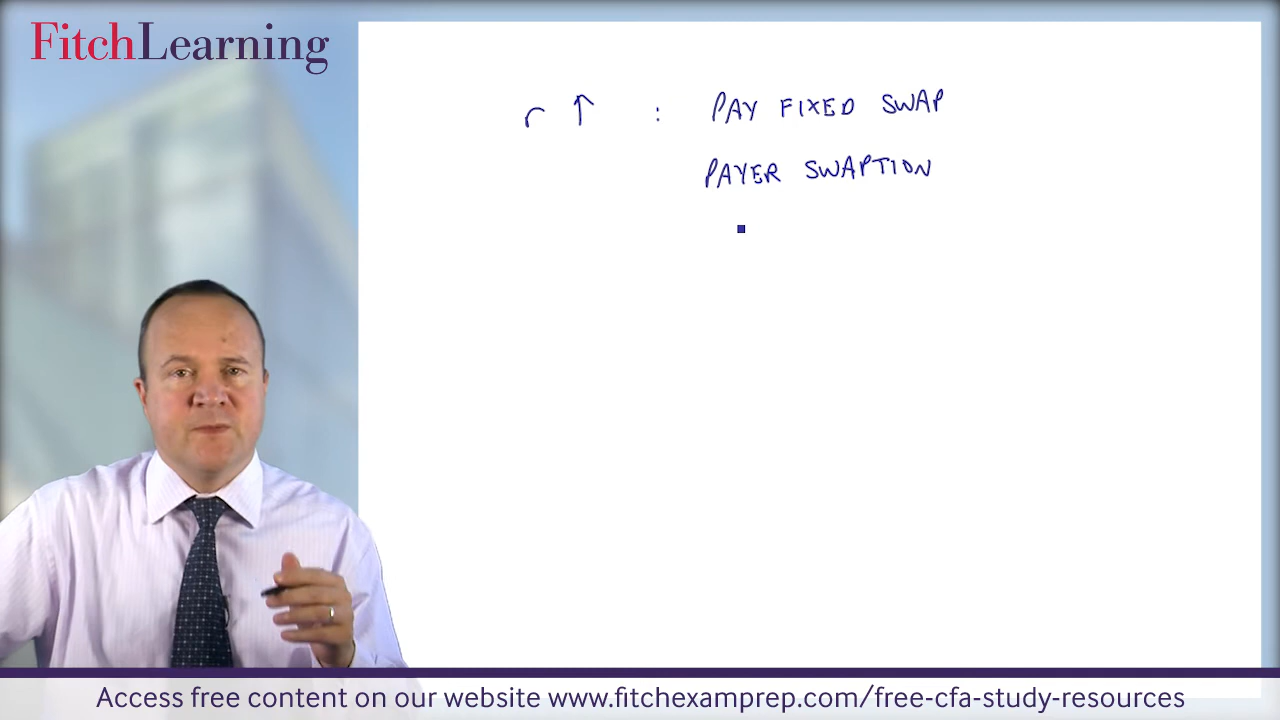 FitchLearning
r ↑ : PAY FIXED SWAP
PAYER SWAPTION
Access free content on our website www.fitchexamprep.com/free-cfa-study-resources